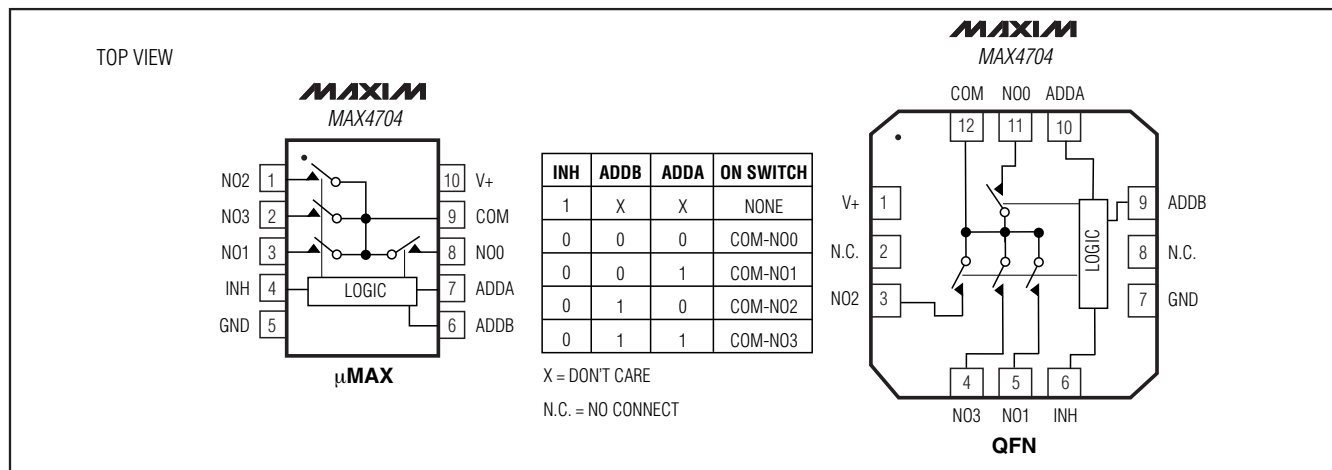 TOP VIEW
MAXIM
MAX4704
NO2 1
NO3 2
NO1 3
INH 4
GND 5
10 V+
9 COM
8 NO0
7 ADDA
6 ADDB
LOGIC
µMAX
INH ADDB ADDA ON SWITCH
1 X X NONE
0 0 0 COM-NO0
0 0 1 COM-NO1
0 1 0 COM-NO2
0 1 1 COM-NO3
X = DON'T CARE
N.C. = NO CONNECT
MAXIM
MAX4704
COM NO0 ADDA
12 11 10
V+ 1
N.C. 2
NO2 3
LOGIC
9 ADDB
8 N.C.
7 GND
4 5 6
NO3 NO1 INH
QFN